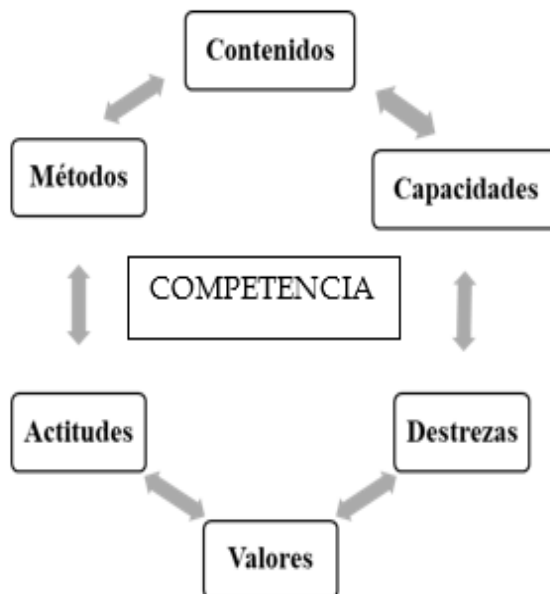 Contenidos
Métodos
Capacidades
COMPETENCIA
Actitudes
Destrezas
Valores